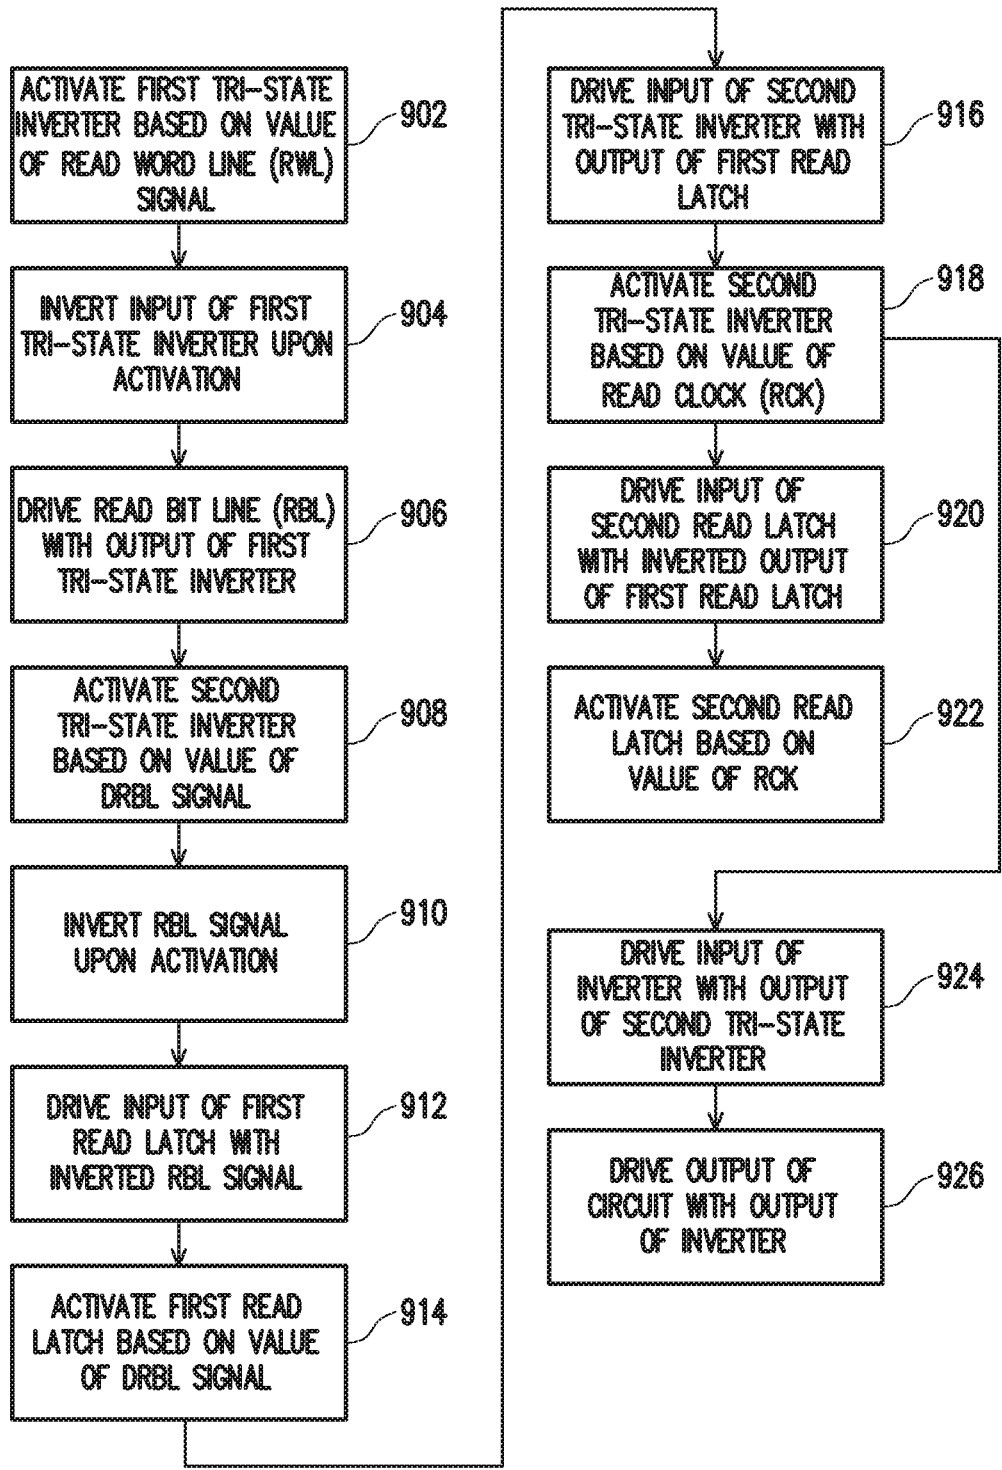 ACTIVATE FIRST TRI-STATE
INVERTER BASED ON VALUE
OF READ WORD LINE (RWL)
SIGNAL
902
INVERT INPUT OF FIRST
TRI-STATE INVERTER UPON
ACTIVATION
904
DRIVE READ BIT LINE (RBL)
WITH OUTPUT OF FIRST
TRI-STATE INVERTER
906
ACTIVATE SECOND
TRI-STATE INVERTER
BASED ON VALUE OF
DRBL SIGNAL
908
INVERT RBL SIGNAL
UPON ACTIVATION
910
DRIVE INPUT OF FIRST
READ LATCH WITH
INVERTED RBL SIGNAL
912
ACTIVATE FIRST READ
LATCH BASED ON VALUE
OF DRBL SIGNAL
914
DRIVE INPUT OF SECOND
TRI-STATE INVERTER WITH
OUTPUT OF FIRST READ
LATCH
916
ACTIVATE SECOND
TRI-STATE INVERTER
BASED ON VALUE OF
READ CLOCK (RCK)
918
DRIVE INPUT OF
SECOND READ LATCH
WITH INVERTED OUTPUT
OF FIRST READ LATCH
920
ACTIVATE SECOND READ
LATCH BASED ON
VALUE OF RCK
922
DRIVE INPUT OF
INVERTER WITH OUTPUT
OF SECOND TRI-STATE
INVERTER
924
DRIVE OUTPUT OF
CIRCUIT WITH OUTPUT
OF INVERTER
926